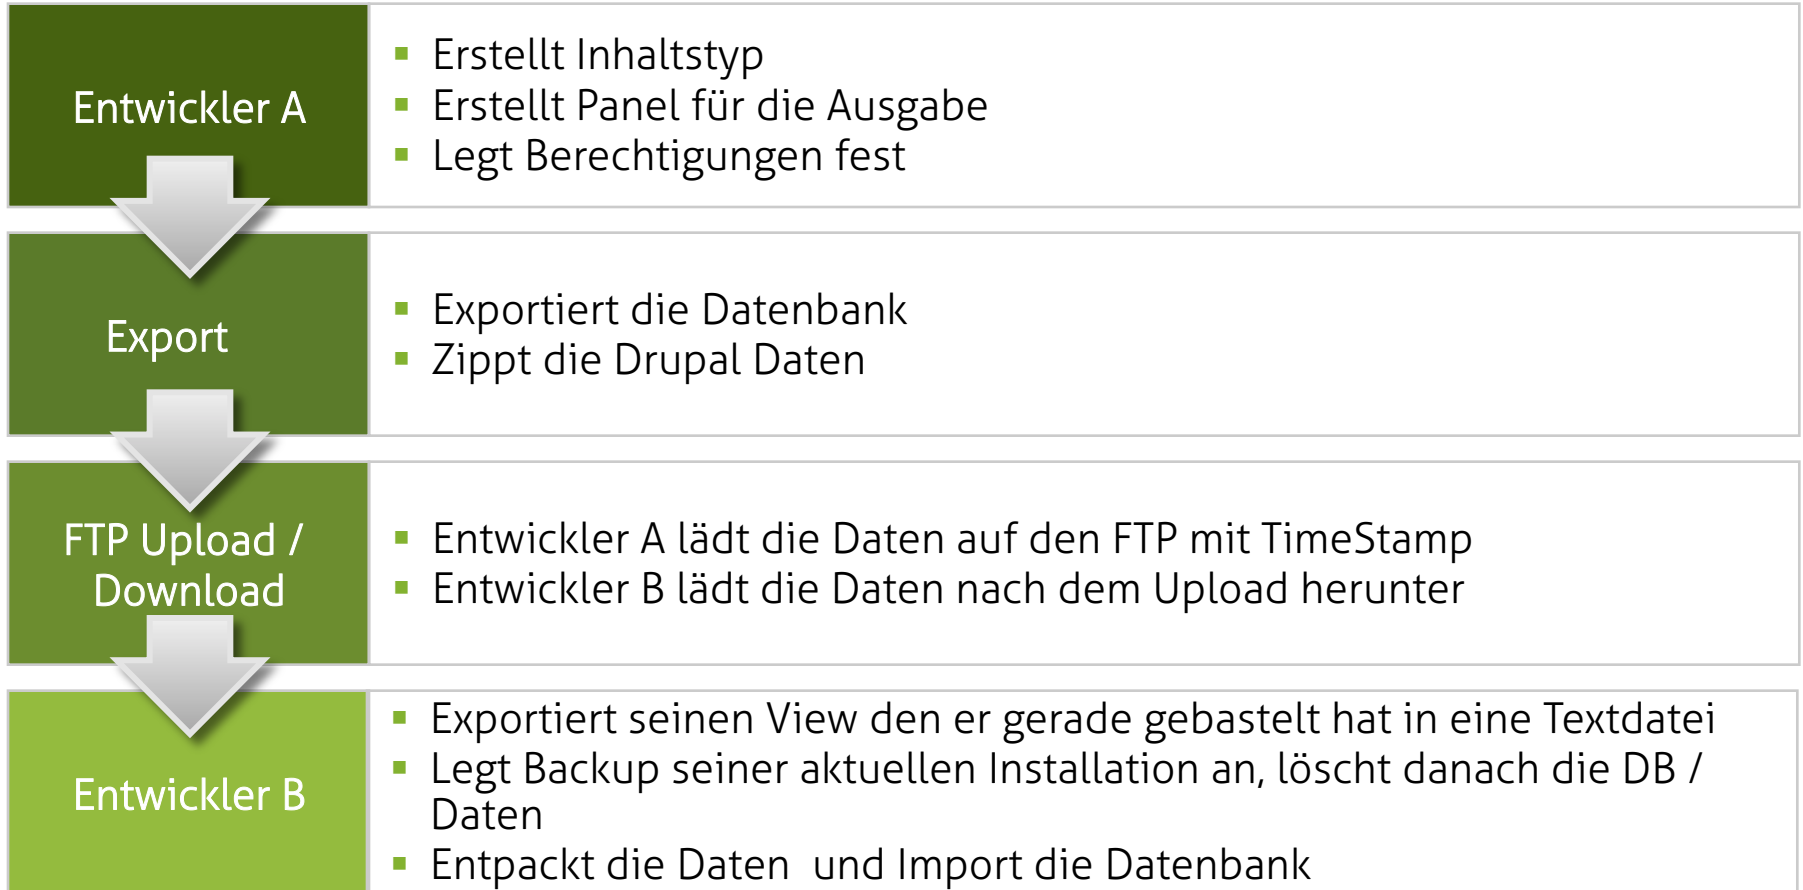 Entwickler A
▪ Erstellt Inhaltstyp
▪ Erstellt Panel für die Ausgabe
▪ Legt Berechtigungen fest
Export
▪ Exportiert die Datenbank
▪ Zippt die Drupal Daten
FTP Upload /
Download
▪ Entwickler A lädt die Daten auf den FTP mit TimeStamp
▪ Entwickler B lädt die Daten nach dem Upload herunter
Entwickler B
▪ Exportiert seinen View den er gerade gebastelt hat in eine Textdatei
▪ Legt Backup seiner aktuellen Installation an, löscht danach die DB /
Daten
▪ Entpackt die Daten  und Import die Datenbank